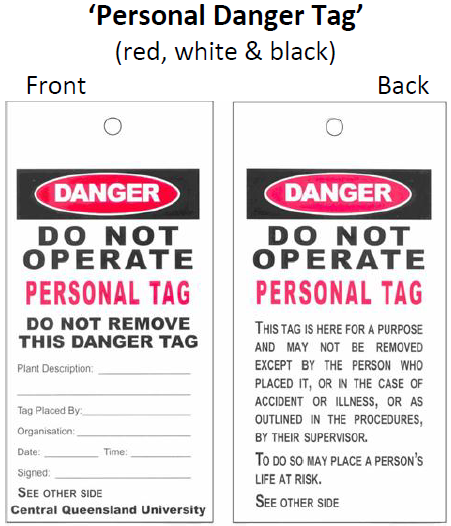 ‘Personal Danger Tag’
(red, white & black)
Front
Back
DANGER
DO NOT
OPERATE
PERSONAL TAG
DO NOT REMOVE
THIS DANGER TAG
Plant Description:
Tag Placed By:
Organisation:
Date: Time:
Signed:
SEE OTHER SIDE
Central Queensland University
DANGER
DO NOT
OPERATE
PERSONAL TAG
THIS TAG IS HERE FOR A PURPOSE
AND MAY NOT BE REMOVED
EXCEPT BY THE PERSON WHO
PLACED IT, OR IN THE CASE OF
ACCIDENT OR ILLNESS, OR AS
OUTLINED IN THE PROCEDURES,
BY THEIR SUPERVISOR.
TO DO SO MAY PLACE A PERSON'S
LIFE AT RISK.
SEE OTHER SIDE